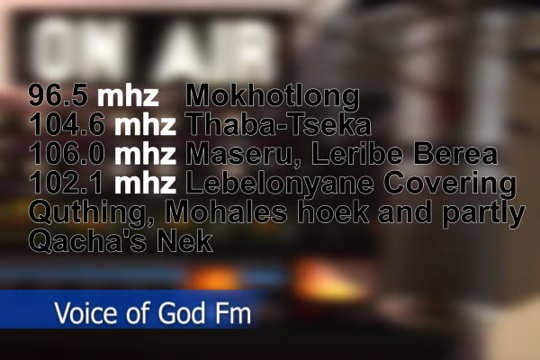 ON AIR
96.5 mhz Mokhotlong
104.6 mhz Thaba-Tseka
106.0 mhz Maseru, Leribe Berea
102.1 mhz Lebelonyane Covering
Quthing, Mohales hoek and partly
Qacha's Nek
Voice of God Fm